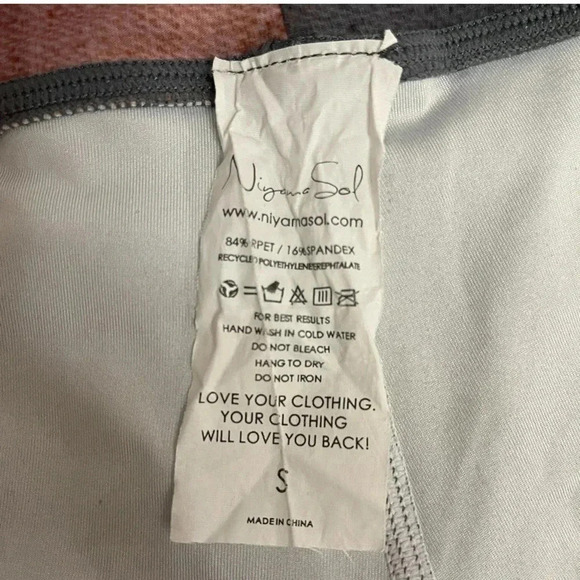 Niyama Sol
www.niyamasol.com
84% RPET / 16% SPANDEX
RECYCLED POLYETHYLENETEREPHTALATE
=
FOR BEST RESULTS
HAND WASH IN COLD WATER
DO NOT BLEACH
HANG TO DRY
DO NOT IRON
LOVE YOUR CLOTHING.
YOUR CLOTHING
WILL LOVE YOU BACK!
S
MADE IN CHINA